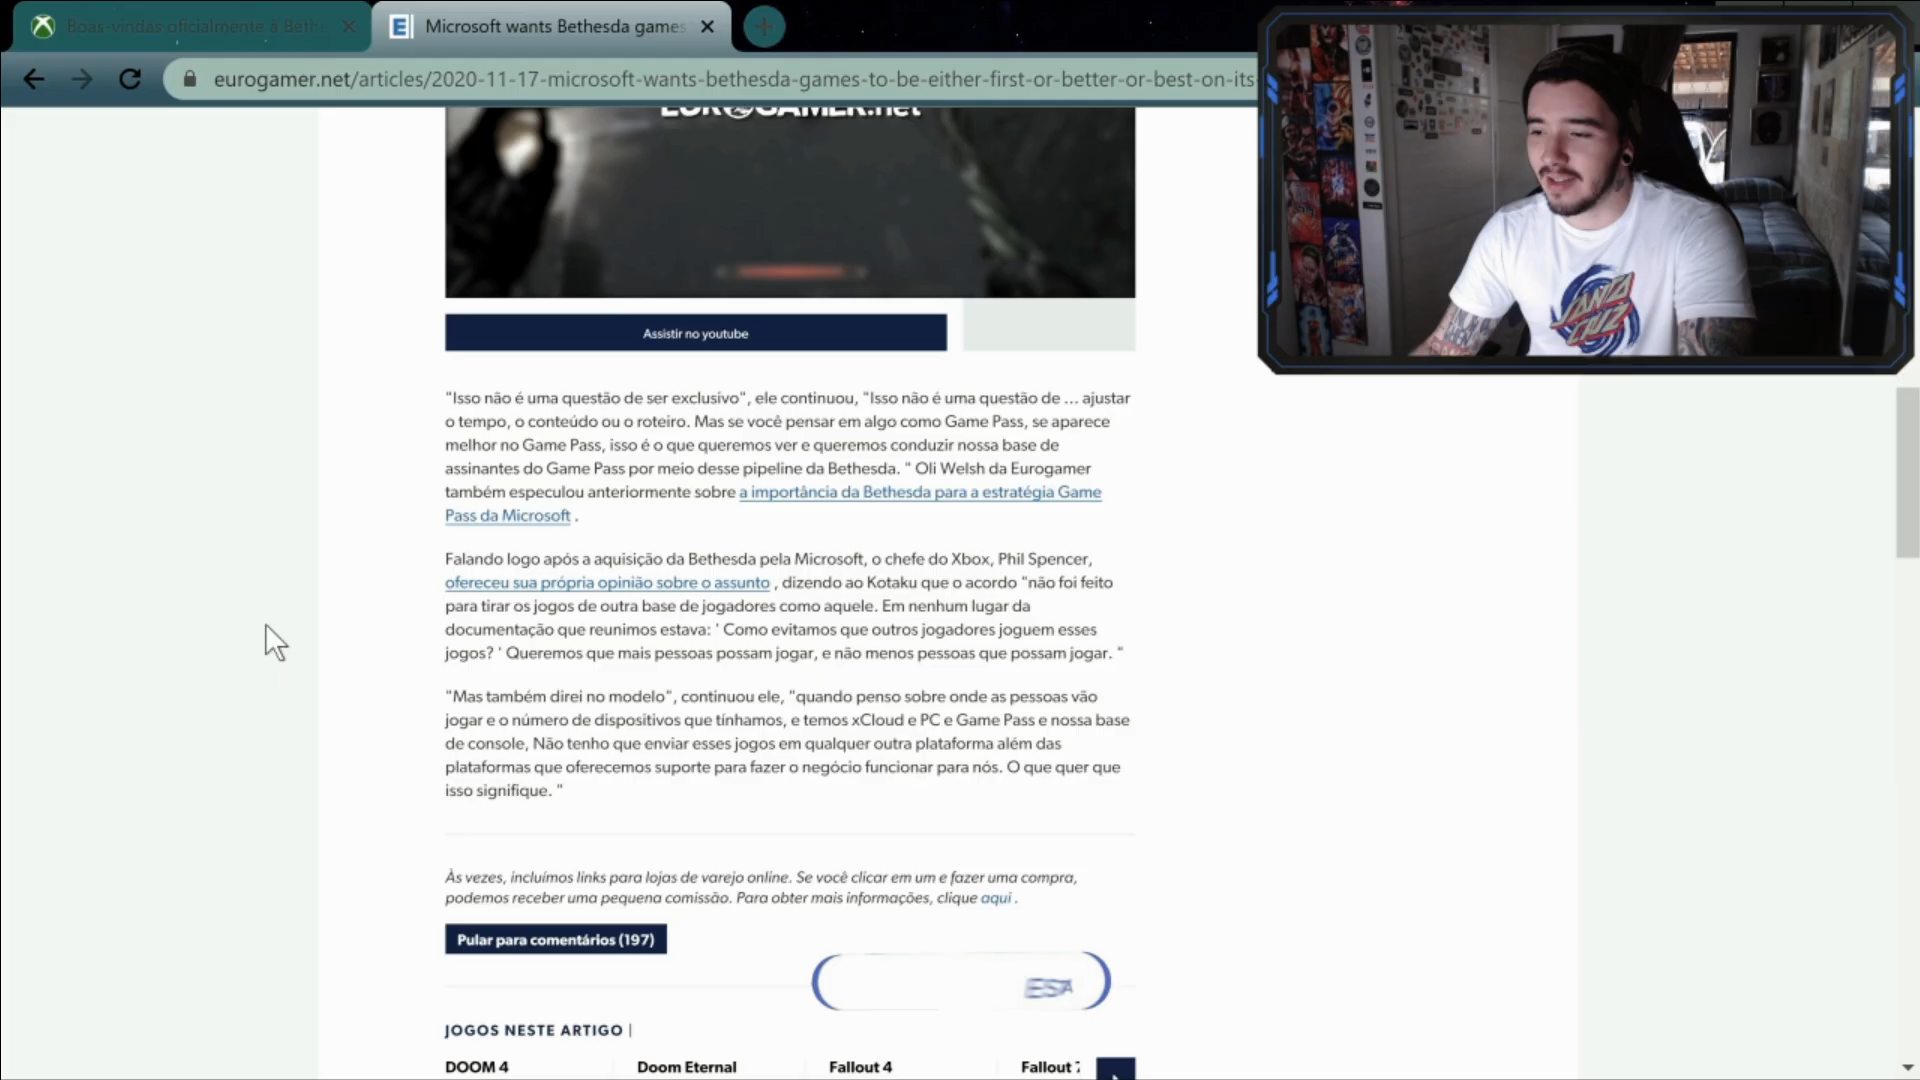 Boas-vindas oficialmente à Beth
Microsoft wants Bethesda games
eurogamer.net/articles/2020-11-17-microsoft-wants-bethesda-games-to-be-either-first-or-better-or-best-on-its-
EUROGAMER.net
SANTA
CRUZ
Assistir no youtube
"Isso não é uma questão de ser exclusivo", ele continuou, "Isso não é uma questão de ... ajustar
o tempo, o conteúdo ou o roteiro. Mas se você pensar em algo como Game Pass, se aparece
melhor no Game Pass, isso é o que queremos ver e queremos conduzir nossa base de
assinantes do Game Pass por meio desse pipeline da Bethesda. " Oli Welsh da Eurogamer
também especulou anteriormente sobre a importância da Bethesda para a estratégia Game
Pass da Microsoft .
Falando logo após a aquisição da Bethesda pela Microsoft, o chefe do Xbox, Phil Spencer,
ofereceu sua própria opinião sobre o assunto , dizendo ao Kotaku que o acordo "não foi feito
para tirar os jogos de outra base de jogadores como aquele. Em nenhum lugar da
documentação que reunimos estava: ' Como evitamos que outros jogadores joguem esses
jogos? ' Queremos que mais pessoas possam jogar, e não menos pessoas que possam jogar. "
"Mas também direi no modelo", continuou ele, "quando penso sobre onde as pessoas vão
jogar e o número de dispositivos que tínhamos, e temos xCloud e PC e Game Pass e nossa base
de console, Não tenho que enviar esses jogos em qualquer outra plataforma além das
plataformas que oferecemos suporte para fazer o negócio funcionar para nós. O que quer que
isso signifique. "
Às vezes, incluímos links para lojas de varejo online. Se você clicar em um e fazer uma compra,
podemos receber uma pequena comissão. Para obter mais informações, clique aqui .
Pular para comentários (197)
ESA
JOGOS NESTE ARTIGO |
DOOM 4
Doom Eternal
Fallout 4
Fallout 7